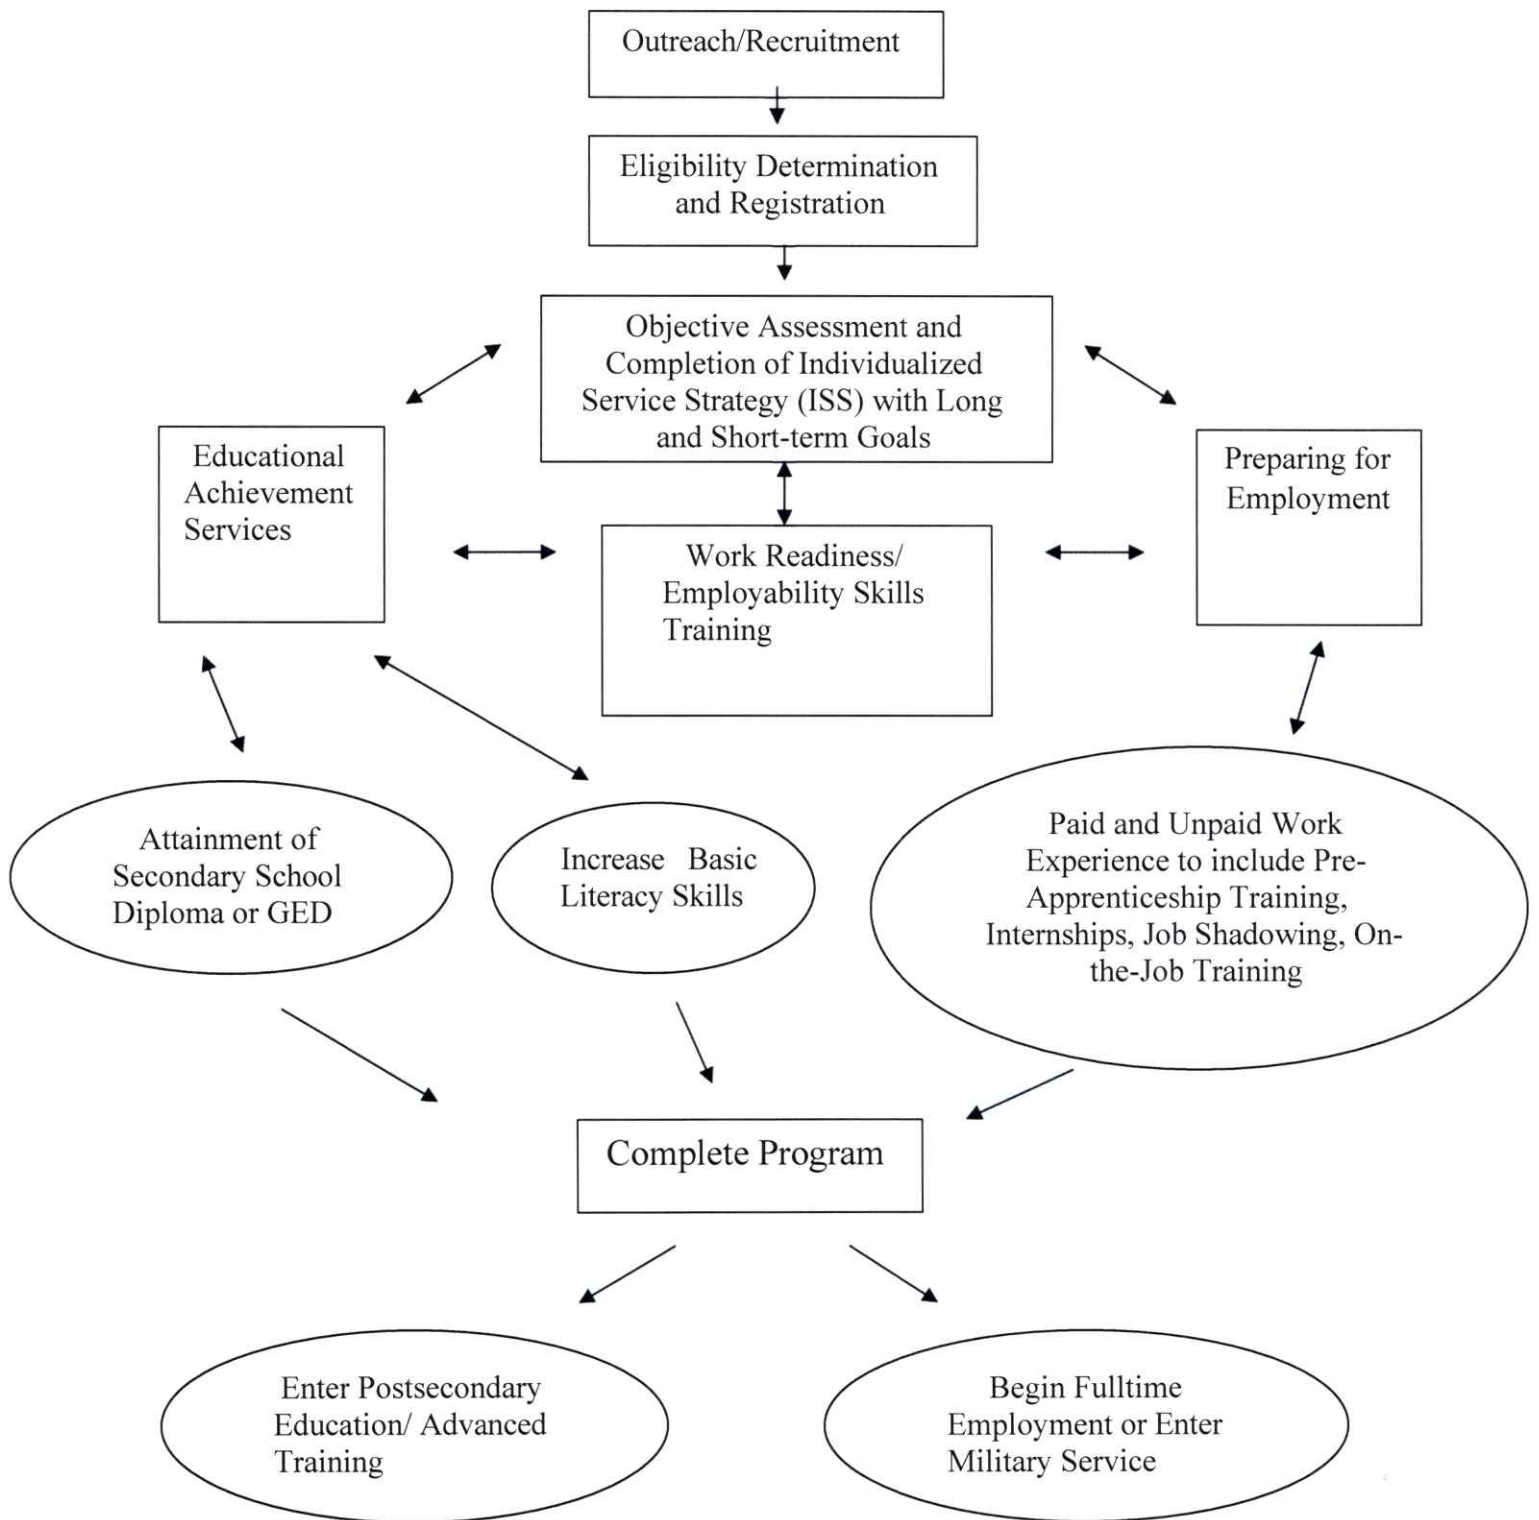 Outreach/Recruitment
Eligibility Determination
and Registration
Objective Assessment and
Completion of Individualized
Service Strategy (ISS) with Long
and Short-term Goals
Educational
Achievement
Services
Work Readiness/
Employability Skills
Training
Preparing for
Employment
Attainment of
Secondary School
Diploma or GED
Increase Basic
Literacy Skills
Paid and Unpaid Work
Experience to include Pre-
Apprenticeship Training,
Internships, Job Shadowing, On-
the-Job Training
Complete Program
Enter Postsecondary
Education/ Advanced
Training
Begin Fulltime
Employment or Enter
Military Service